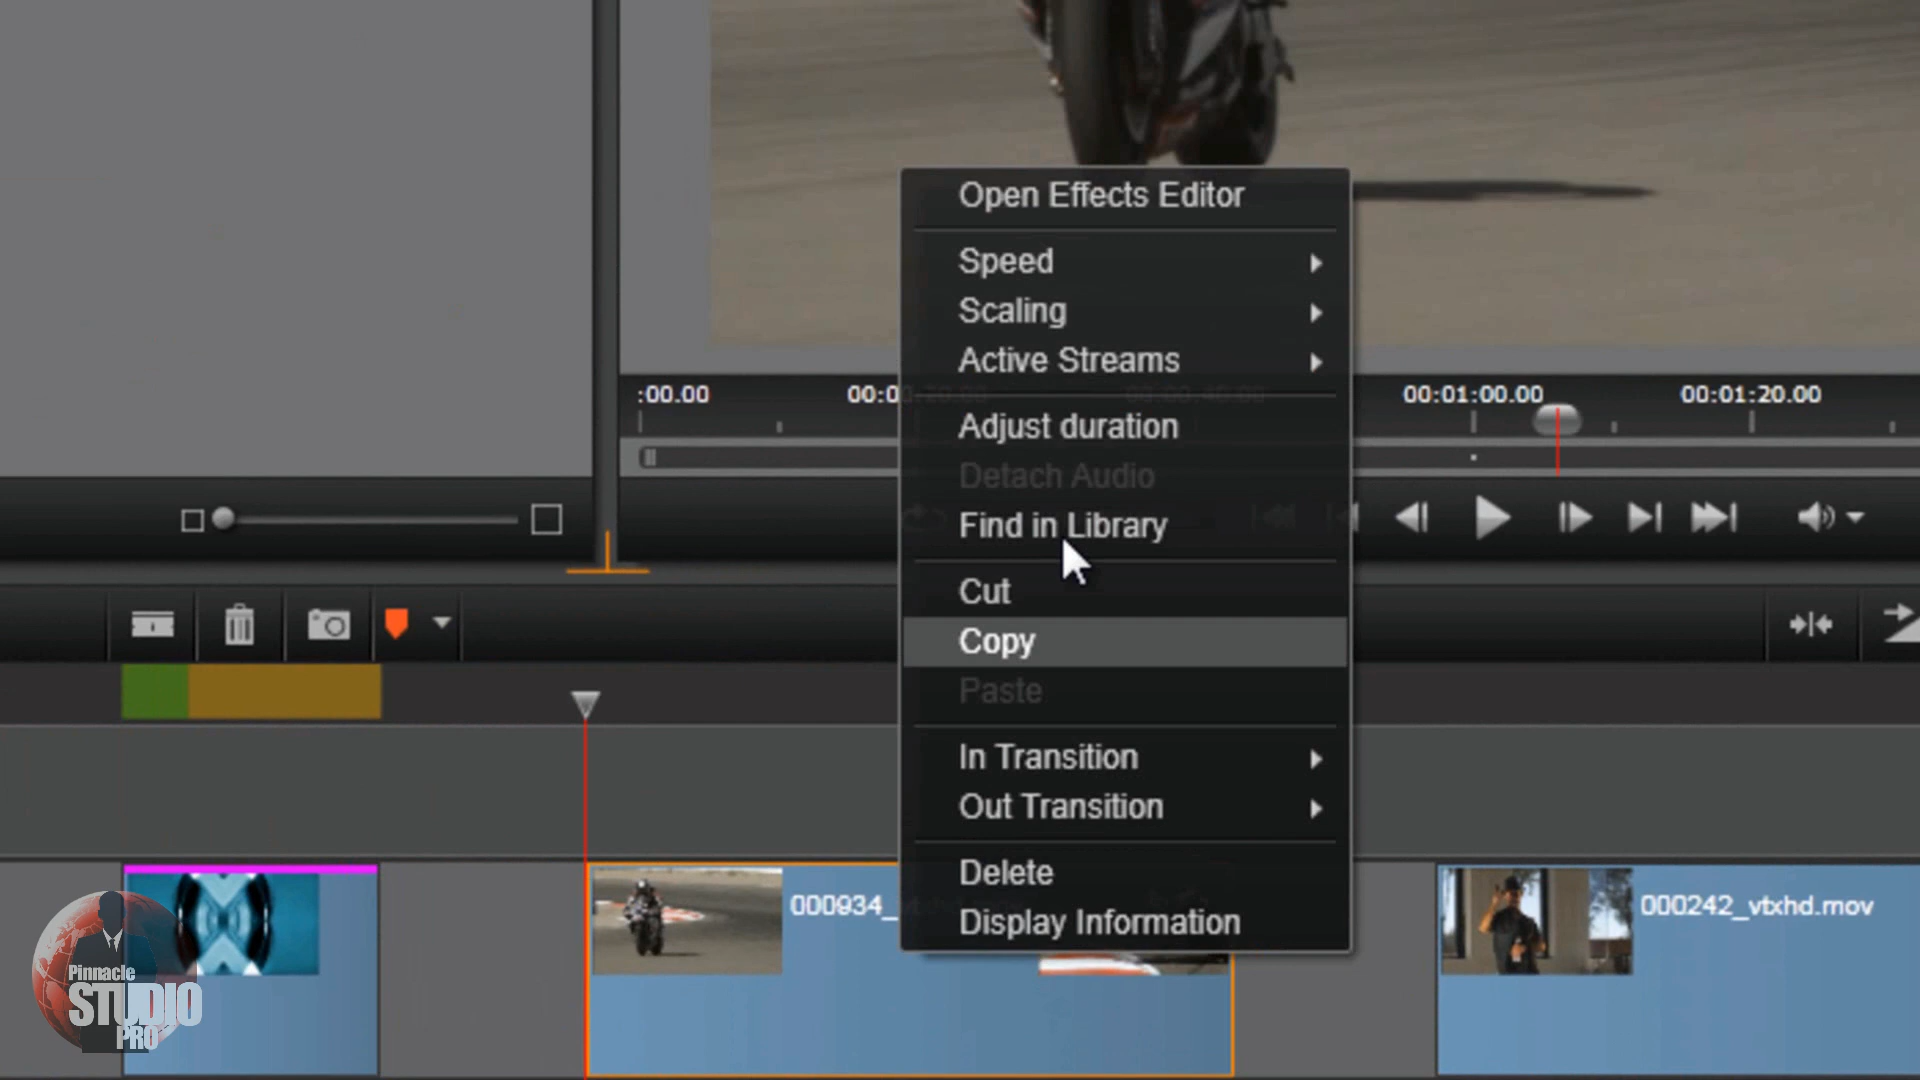 Open Effects Editor
Speed
Scaling
Active Streams
:00.00
00:01:00.00
00:01:20.00
Adjust duration
Detach Audio
Find in Library
Cut
Copy
Paste
In Transition
Out Transition
Delete
Display Information
000934_
000242_vtxhd.mov
Pinnacle
STUDIO
PRO